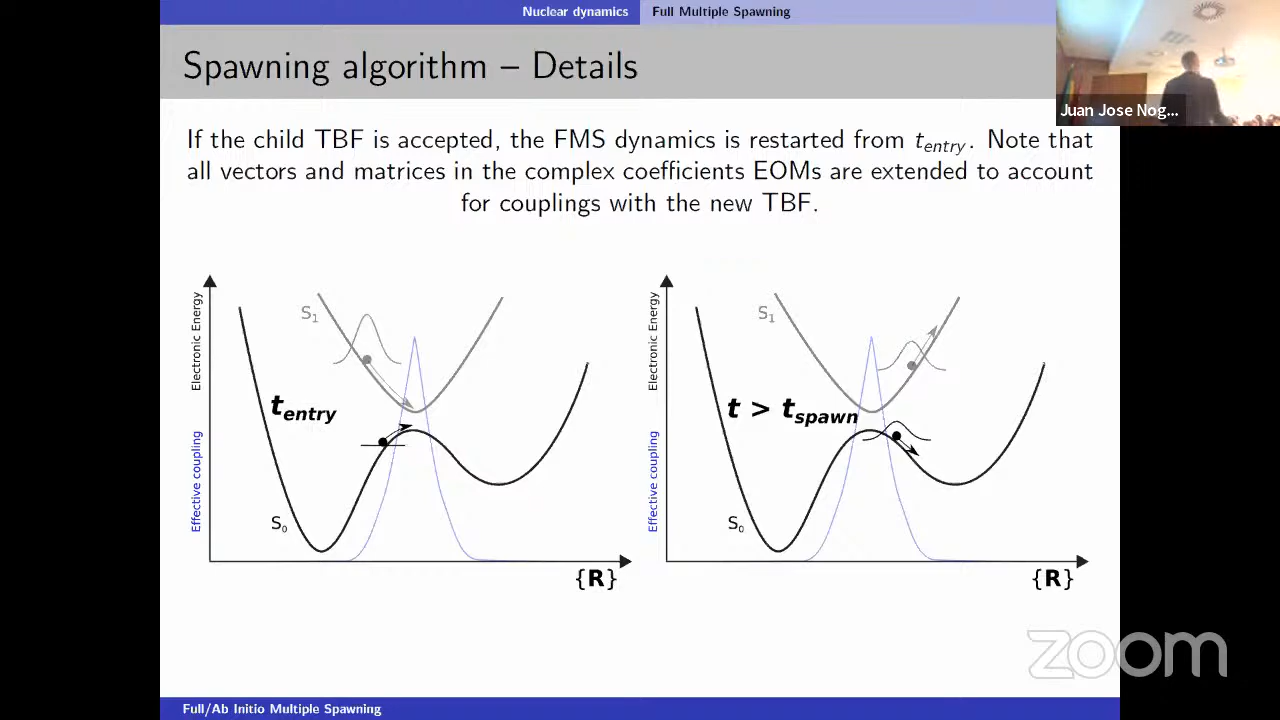 Nuclear dynamics Full Multiple Spawning
Spawning algorithm – Details
Juan Jose Nog...
If the child TBF is accepted, the FMS dynamics is restarted from t_entry. Note that
all vectors and matrices in the complex coefficients EOMs are extended to account
for couplings with the new TBF.
Electronic Energy
Effective coupling
S₁
t_entry
S₀
{R}
Electronic Energy
Effective coupling
S₁
t > t_spawn
S₀
{R}
zoom
Full/Ab Initio Multiple Spawning